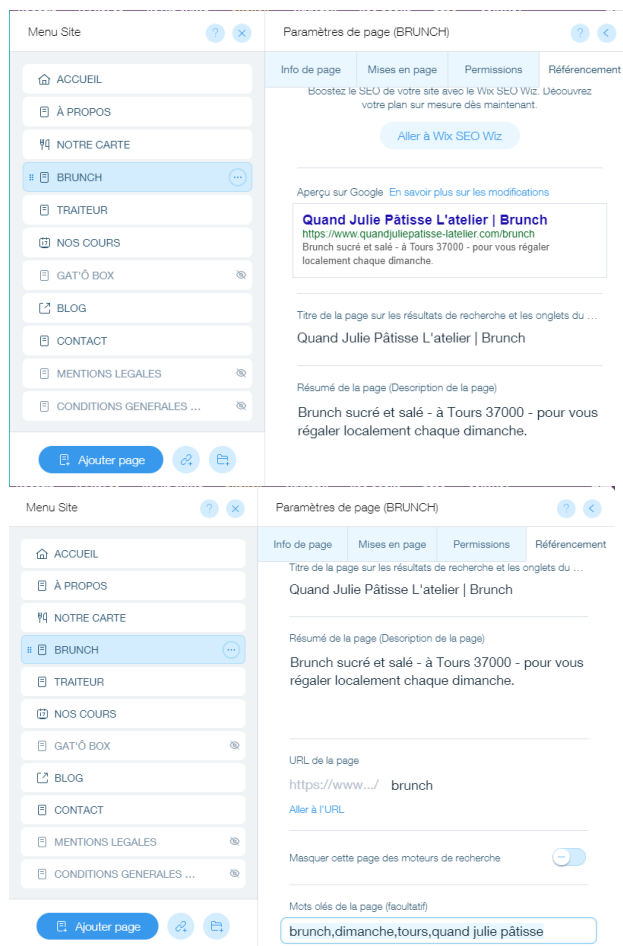 Menu Site
?
×
Paramètres de page (BRUNCH)
?
<
Info de page
Mises en page
Permissions
Référencement
Boostez le SEO de votre site avec le Wix SEO Wiz. Découvrez
votre plan sur mesure dès maintenant.
Aller à Wix SEO Wiz
ACCUEIL
À PROPOS
NOTRE CARTE
BRUNCH
TRAITEUR
NOS COURS
GAT'Ô BOX
BLOG
CONTACT
MENTIONS LEGALES
CONDITIONS GENERALES ...
Ajouter page
Aperçu sur Google En savoir plus sur les modifications
Quand Julie Pâtisse L'atelier | Brunch
https://www.quandjuliepatisse-latelier.com/brunch
Brunch sucré et salé - à Tours 37000 - pour vous régaler
localement chaque dimanche.
Titre de la page sur les résultats de recherche et les onglets du ...
Quand Julie Pâtisse L'atelier | Brunch
Résumé de la page (Description de la page)
Brunch sucré et salé - à Tours 37000 - pour vous
régaler localement chaque dimanche.
Menu Site
?
×
Paramètres de page (BRUNCH)
?
<
Info de page
Mises en page
Permissions
Référencement
ACCUEIL
À PROPOS
NOTRE CARTE
BRUNCH
TRAITEUR
NOS COURS
GAT'Ô BOX
BLOG
CONTACT
MENTIONS LEGALES
CONDITIONS GENERALES ...
Ajouter page
Titre de la page sur les résultats de recherche et les onglets du ...
Quand Julie Pâtisse L'atelier | Brunch
Résumé de la page (Description de la page)
Brunch sucré et salé - à Tours 37000 - pour vous
régaler localement chaque dimanche.
URL de la page
https://www.../ brunch
Aller à l'URL
Masquer cette page des moteurs de recherche
Mots clés de la page (facultatif)
brunch,dimanche,tours,quand julie pâtisse